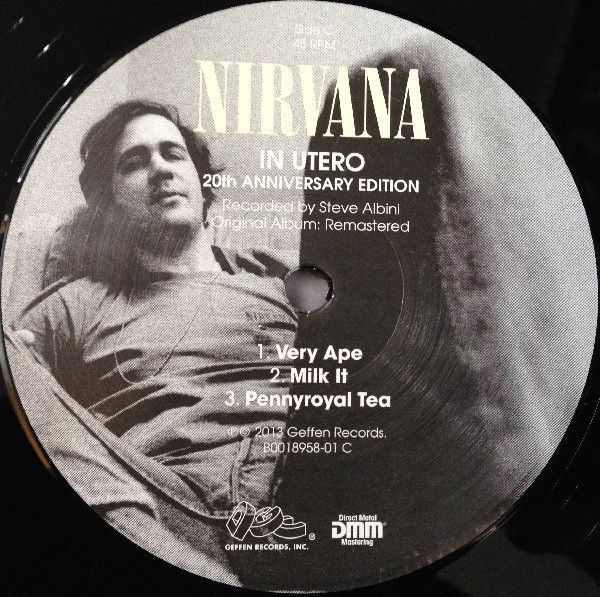 Side C
45 RPM
NIRVANA
IN UTERO
20th ANNIVERSARY EDITION
Recorded by Steve Albini
Original Album: Remastered
NIRVANA
1. Very Ape
2. Milk It
3. Pennyroyal Tea
℗© 2013 Geffen Records.
B0018958-01 C
GEFFEN RECORDS, INC.
®
Direct Metal
DMM
Mastering